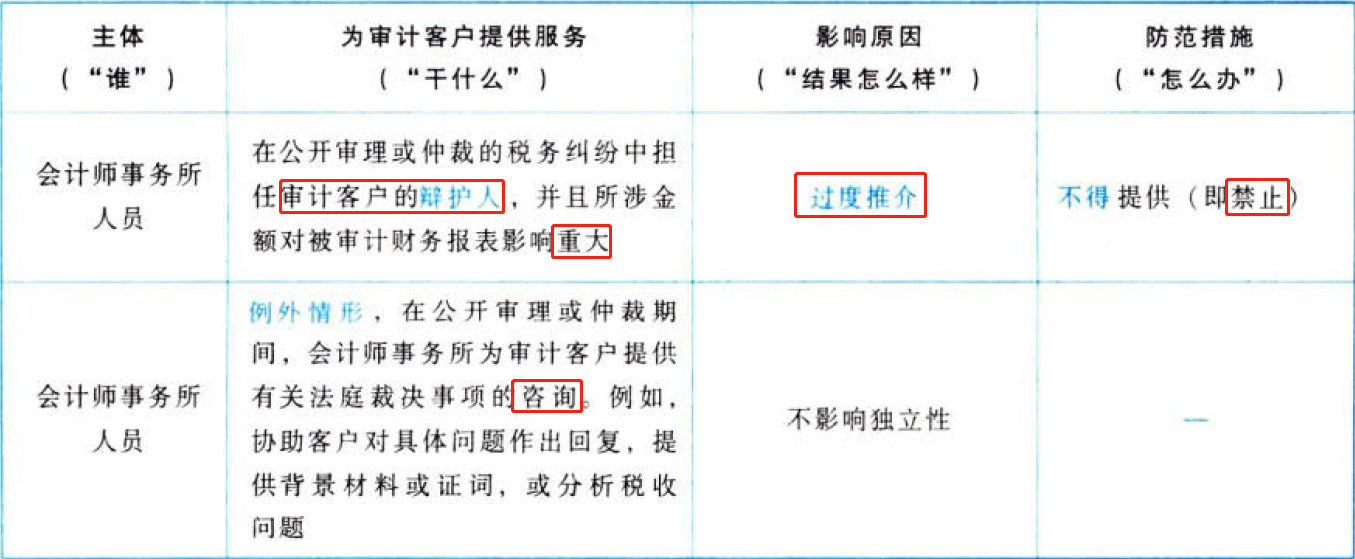 主体
（“谁”）
为审计客户提供服务
（“干什么”）
影响原因
（“结果怎么样”）
防范措施
（“怎么办”）
会计师事务所
人员
在公开审理或仲裁的税务纠纷中担
任审计客户的辩护人，并且所涉金
额对被审计财务报表影响重大
过度推介
不得提供（即禁止）
会计师事务所
人员
例外情形，在公开审理或仲裁期
间，会计师事务所为审计客户提供
有关法庭裁决事项的咨询。例如，
协助客户对具体问题作出回复，提
供背景材料或证词，或分析税收
问题
不影响独立性
—